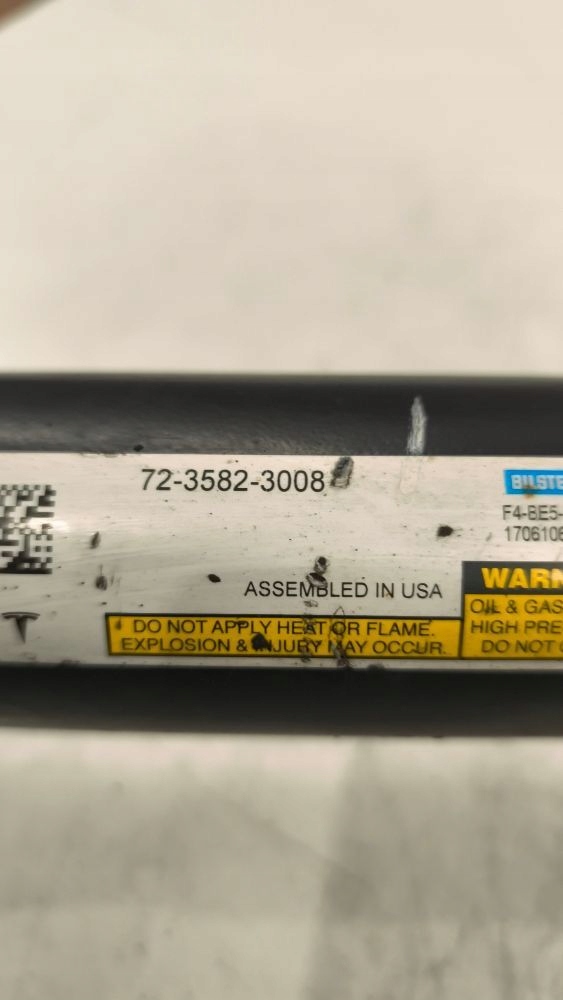 72-3582-3008
BILSTE
F4-BE5-
1706106
ASSEMBLED IN USA
DO NOT APPLY HEAT OR FLAME.
EXPLOSION & INJURY MAY OCCUR.
WARN
OIL & GAS
HIGH PRE
DO NOT